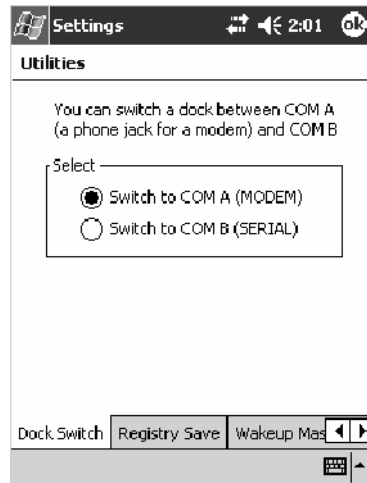 Settings 2:01 ok
Utilities
You can switch a dock between COM A
(a phone jack for a modem) and COM B
Select
Switch to COM A (MODEM)
Switch to COM B (SERIAL)
Dock Switch Registry Save Wakeup Mas